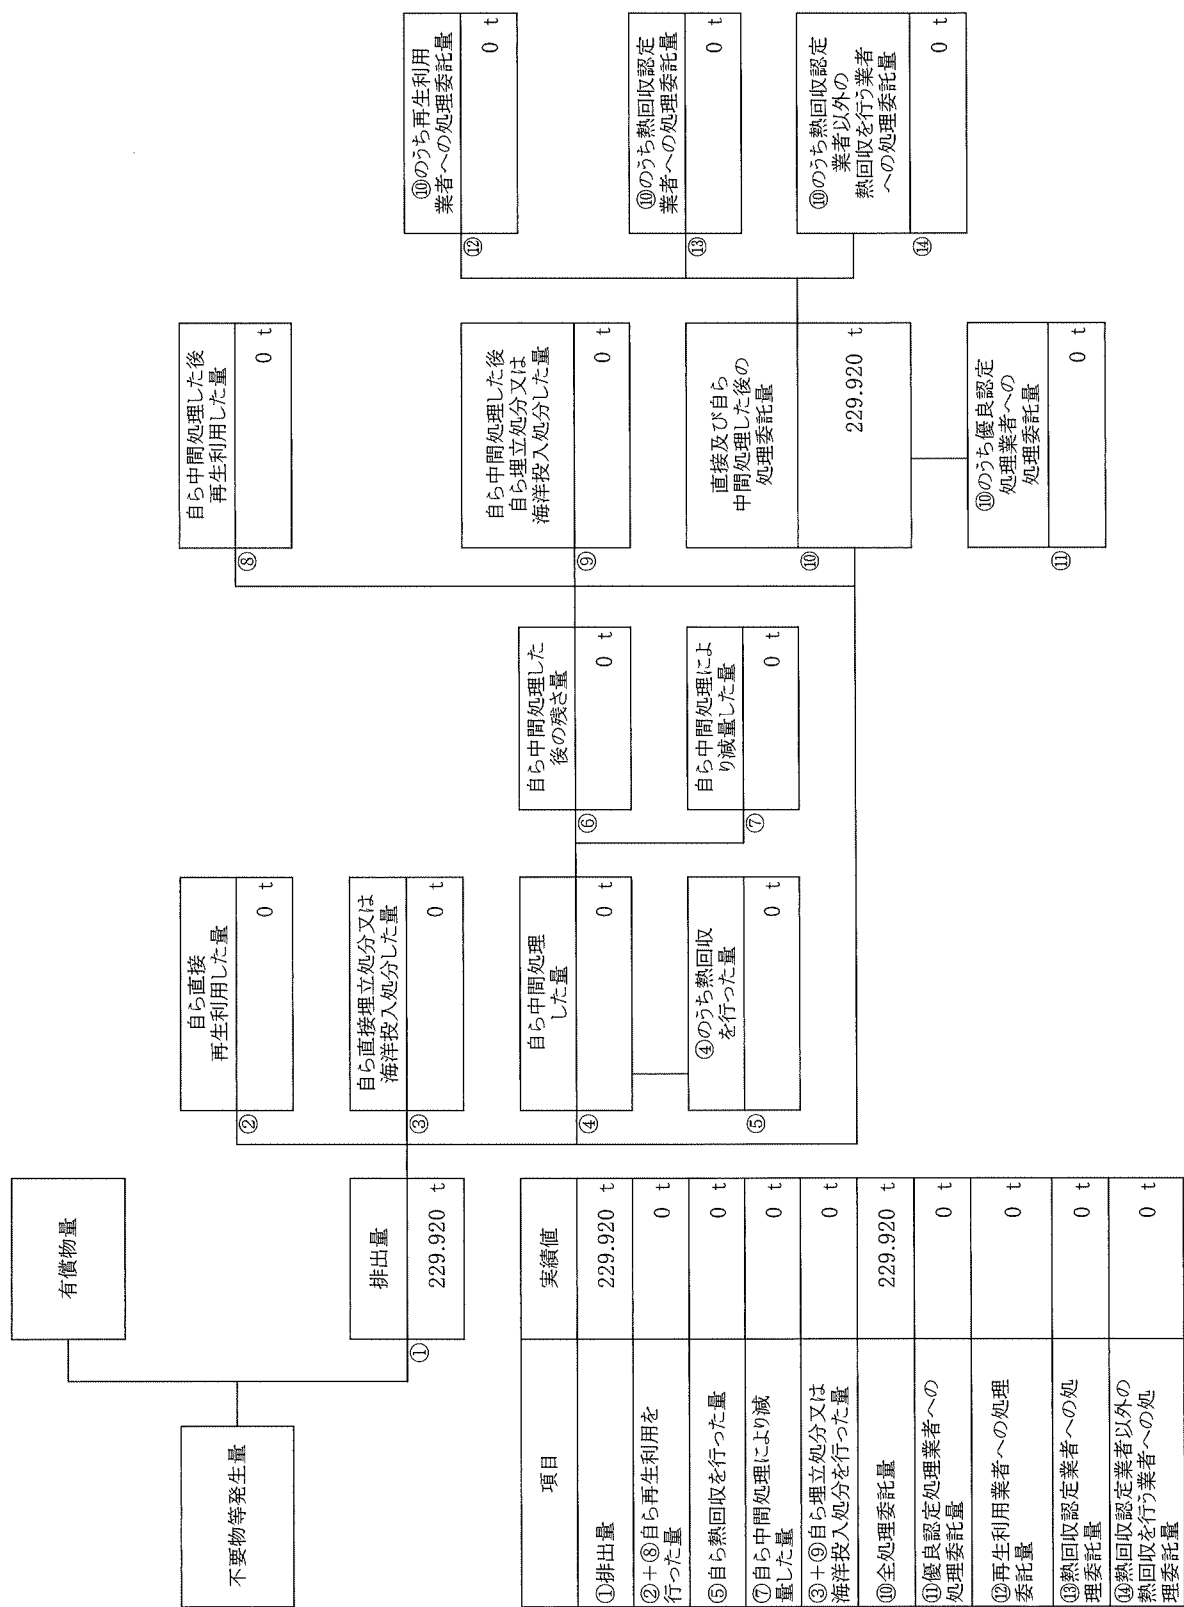 不要物等発生量
有償物量
排出量
①
229.920 t
自ら直接
再生利用した量
②
0 t
自ら直接埋立処分又は
海洋投入処分した量
③
0 t
自ら中間処理
した量
④
0 t
④のうち熱回収
を行った量
⑤
0 t
自ら中間処理した
後の残さ量
⑥
0 t
自ら中間処理によ
り減量した量
⑦
0 t
自ら中間処理した後
再生利用した量
⑧
0 t
自ら中間処理した後
自ら埋立処分又は
海洋投入処分した量
⑨
0 t
直接及び自ら
中間処理した後の
処理委託量
⑩
229.920 t
⑩のうち優良認定
処理業者への
処理委託量
⑪
0 t
⑩のうち再生利用
業者への処理委託量
⑫
0 t
⑩のうち熱回収認定
業者への処理委託量
⑬
0 t
⑩のうち熱回収認定
業者以外の
熱回収を行う業者
への処理委託量
⑭
0 t
項目 実績値
①排出量 229.920 t
②+⑧自ら再生利用を
行った量 0 t
⑤自ら熱回収を行った量 0 t
⑦自ら中間処理により減
量した量 0 t
③+⑨自ら埋立処分又は
海洋投入処分を行った量 0 t
⑩全処理委託量 229.920 t
⑪優良認定処理業者への
処理委託量 0 t
⑫再生利用業者への処理
委託量 0 t
⑬熱回収認定業者への処
理委託量 0 t
⑭熱回収認定業者以外の
熱回収を行う業者への処
理委託量 0 t